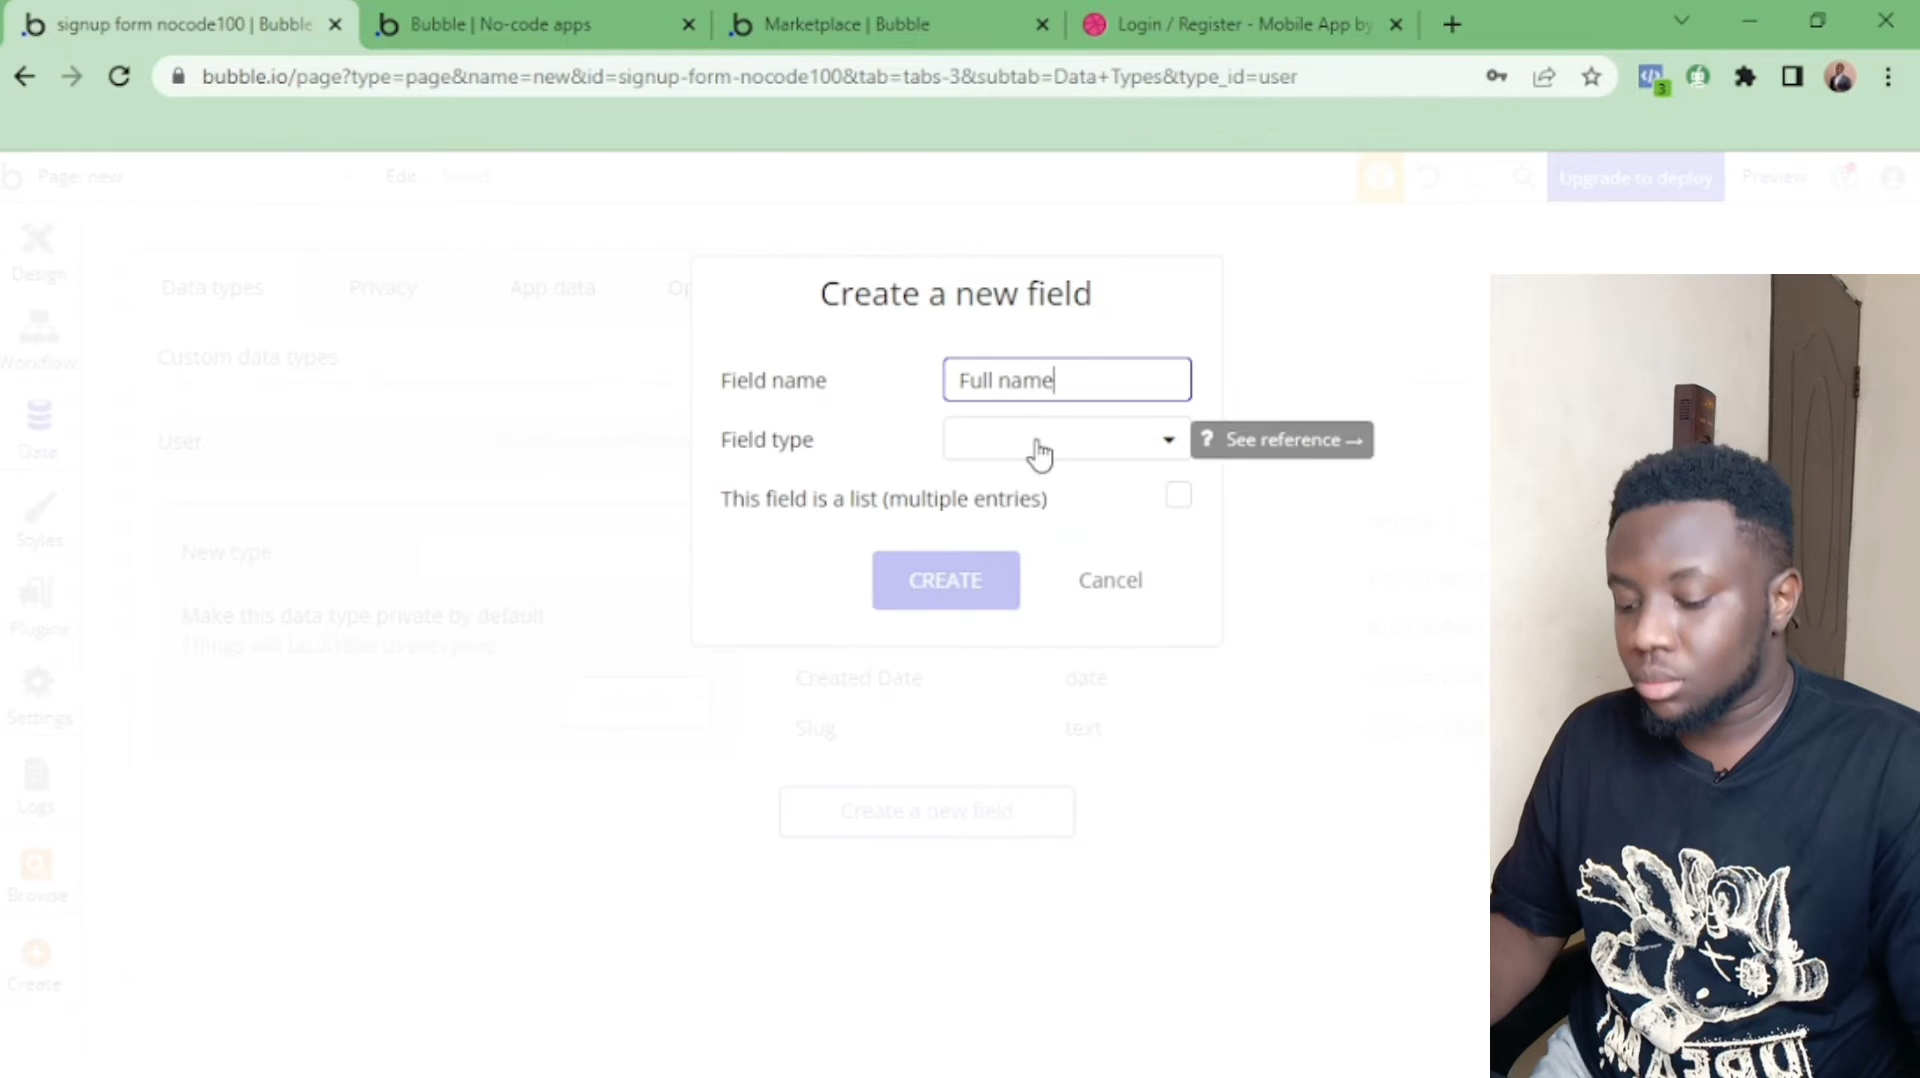 signup form nocode100 | Bubble
Bubble | No-code apps
Marketplace | Bubble
Login / Register - Mobile App by
bubble.io/page?type=page&name=new&id=signup-form-nocode100&tab=tabs-3&subtab=Data+Types&type_id=user
3
Page: new
Edit
Saved
Upgrade to deploy
Preview
Design
Workflow
Data
Styles
Plugins
Settings
Logs
Browse
Create
Data types
Privacy
App data
Op
Custom data types
User
New type
Make this data type private by default
Things will be visible to everyone
Create a new field
Field name
Full name
Field type
? See reference →
This field is a list (multiple entries)
CREATE
Cancel
Created Date
date
Slug
text
Create a new field